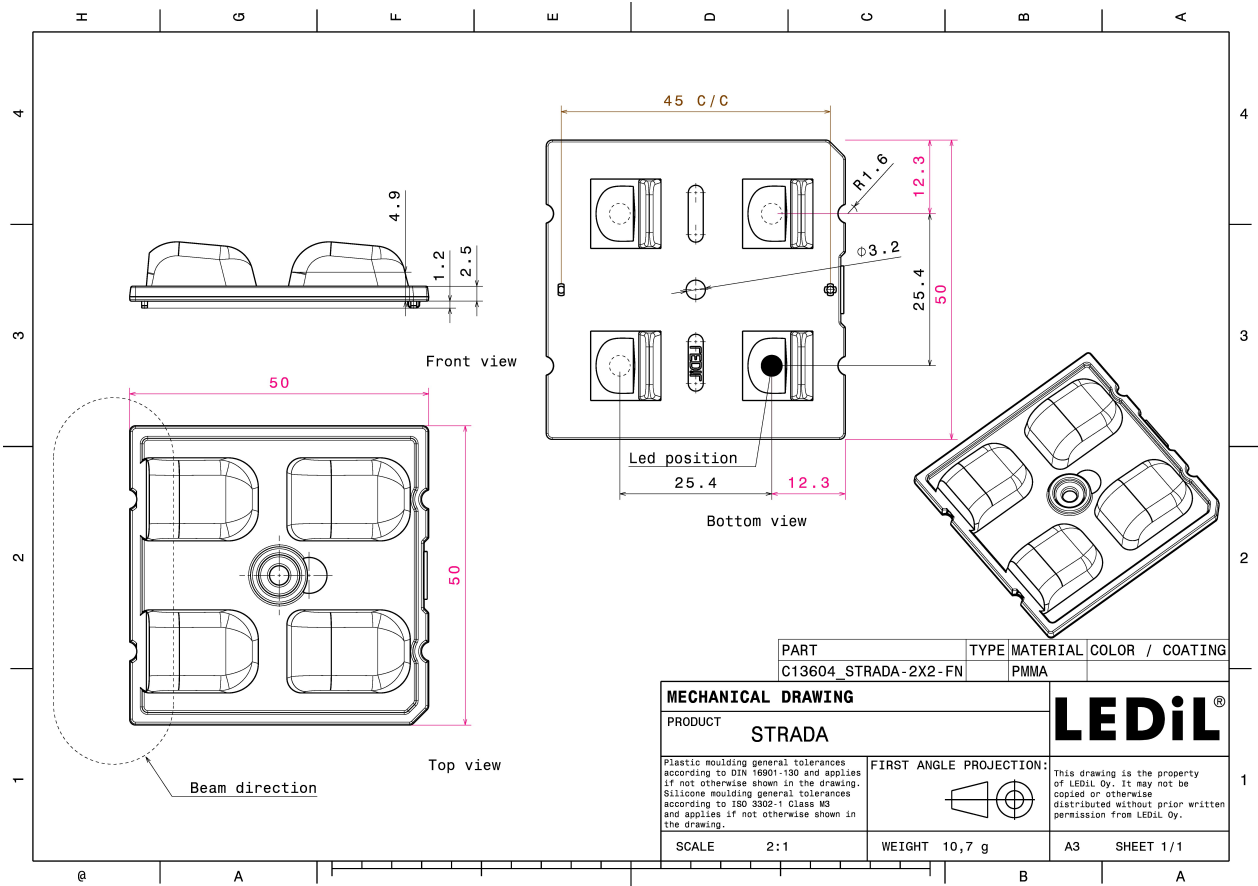 H G F E D C B A
4
4
45 C/C
R1.6
12.3
4.9
Φ3.2
1.2
2.5
25.4
50
3
3
Front view
LEDiL
50
Led position
25.4
12.3
Bottom view
2
2
50
PART TYPE MATERIAL COLOR / COATING
C13604_STRADA-2X2-FN PMMA
MECHANICAL DRAWING
LEDiL®
PRODUCT
STRADA
Top view
Plastic moulding general tolerances
according to DIN 16901-130 and applies
if not otherwise shown in the drawing.
Silicone moulding general tolerances
according to ISO 3302-1 Class M3
and applies if not otherwise shown in
the drawing.
FIRST ANGLE PROJECTION:
This drawing is the property
of LEDiL Oy. It may not be
copied or otherwise
distributed without prior written
permission from LEDiL Oy.
1
1
Beam direction
SCALE 2:1
WEIGHT 10,7 g
A3 SHEET 1/1
@ A B A